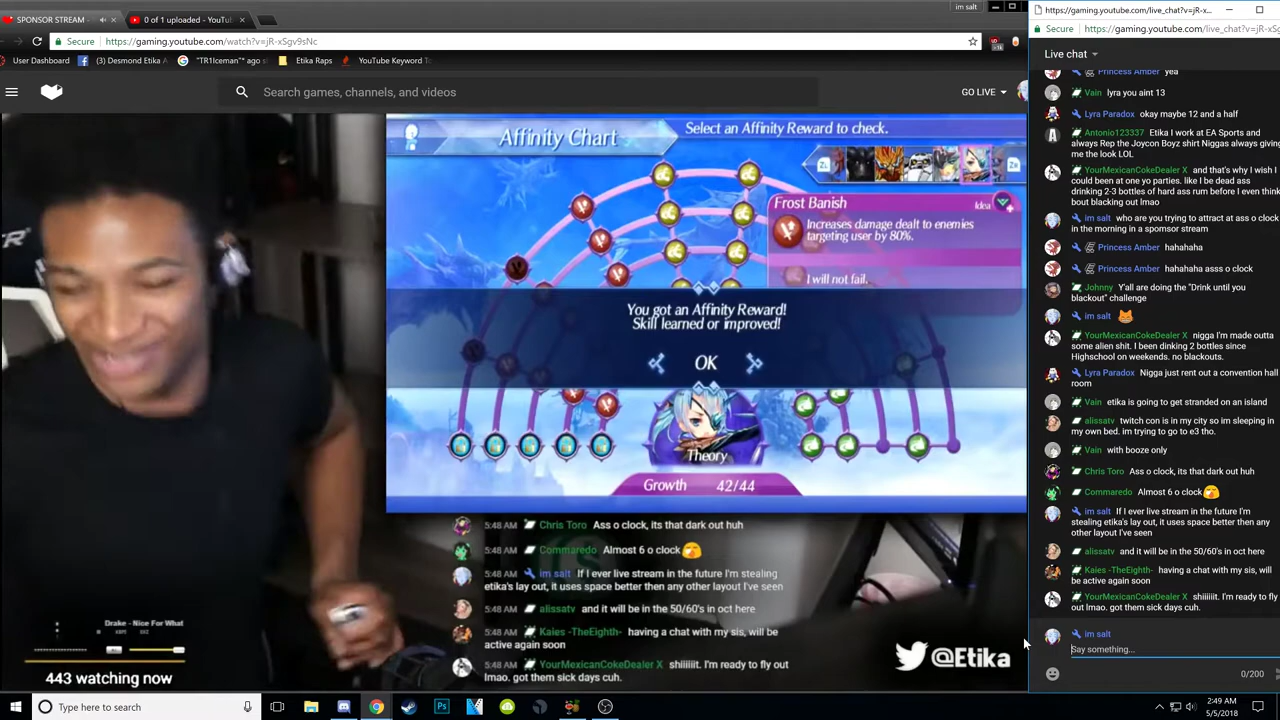 SPONSOR STREAM -
0 of 1 uploaded - YouTu
im salt
Secure
https://gaming.youtube.com/watch?v=jR-xSgv9sNc
User Dashboard
(3) Desmond Etika A
"TR1Iceman"* ago s
Etika Raps
YouTube Keyword To
Search games, channels, and videos
GO LIVE
Affinity Chart
Select an Affinity Reward to check.
ZL
ZR
Frost Banish
Idea
Increases damage dealt to enemies
targeting user by 80%.
I will not fail.
You got an Affinity Reward!
Skill learned or improved!
OK
Theory
Growth 42/44
5:48 AM Chris Toro Ass o clock, its that dark out huh
5:48 AM Commaredo Almost 6 o clock
5:48 AM im salt If I ever live stream in the future I'm stealing
etika's lay out, it uses space better then any other layout I've seen
5:48 AM alissatv and it will be in the 50/60's in oct here
5:48 AM Kaies -TheEighth- having a chat with my sis, will be
active again soon
5:48 AM YourMexicanCokeDealer X shiiiiiit. I'm ready to fly out
lmao. got them sick days cuh.
Drake - Nice For What
443 watching now
@Etika
https://gaming.youtube.com/live_chat?v=jR-x...
Secure
https://gaming.youtube.com/live_chat?v=jR-xSg
Live chat
Princess Amber yea
Vain lyra you aint 13
Lyra Paradox okay maybe 12 and a half
Antonio123337 Etika I work at EA Sports and
always Rep the Joycon Boyz shirt Niggas always giving
me the look LOL
YourMexicanCokeDealer X and that's why I wish I
could been at one yo parties. like I be dead ass
drinking 2-3 bottles of hard ass rum before I even think
bout blacking out lmao
im salt who are you trying to attract at ass o clock
in the morning in a spomsor stream
Princess Amber hahahaha
Princess Amber hahahaha asss o clock
Johnny Y'all are doing the "Drink until you
blackout" challenge
im salt
YourMexicanCokeDealer X nigga I'm made outta
some alien shit. I been dinking 2 bottles since
Highschool on weekends. no blackouts.
Lyra Paradox Nigga just rent out a convention hall
room
Vain etika is going to get stranded on an island
alissatv twitch con is in my city so im sleeping in
my own bed. im trying to go to e3 tho.
Vain with booze only
Chris Toro Ass o clock, its that dark out huh
Commaredo Almost 6 o clock
im salt If I ever live stream in the future I'm
stealing etika's lay out, it uses space better then any
other layout I've seen
alissatv and it will be in the 50/60's in oct here
Kaies -TheEighth- having a chat with my sis, will
be active again soon
YourMexicanCokeDealer X shiiiiiit. I'm ready to fly
out lmao. got them sick days cuh.
im salt
Say something...
0/200
Type here to search
2:49 AM
5/5/2018